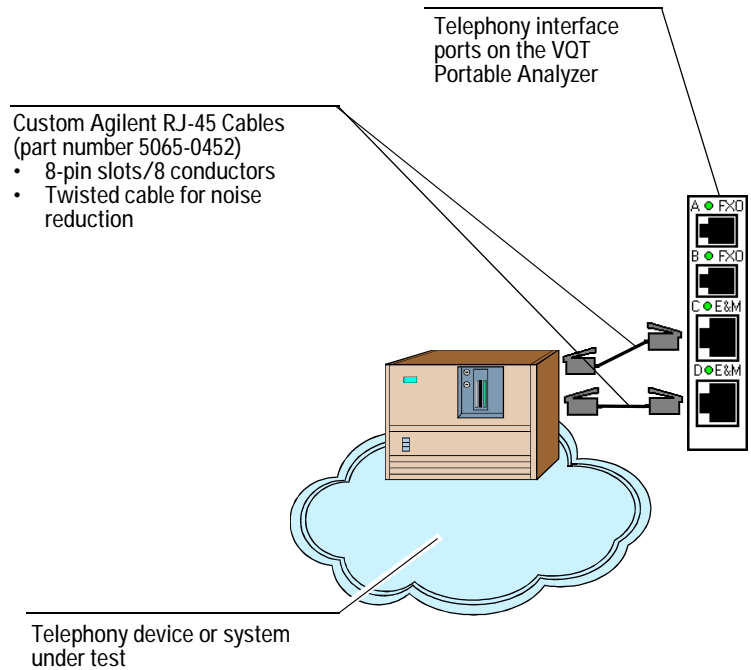 Telephony interface
ports on the VQT
Portable Analyzer
Custom Agilent RJ-45 Cables
(part number 5065-0452)
• 8-pin slots/8 conductors
• Twisted cable for noise
reduction
A FXO
B FXO
C E&M
D E&M
Telephony device or system
under test